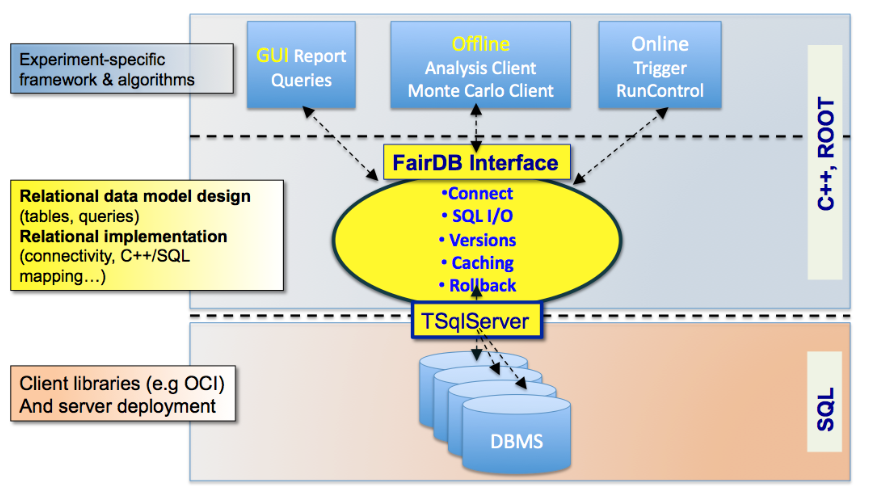 Experiment-specific
framework & algorithms
GUI Report
Queries
Offline
Analysis Client
Monte Carlo Client
Online
Trigger
RunControl
C++, ROOT
FairDB Interface
•Connect
• SQL I/O
• Versions
• Caching
• Rollback
Relational data model design
(tables, queries)
Relational implementation
(connectivity, C++/SQL
mapping…)
TSqlServer
Client libraries (e.g OCI)
And server deployment
DBMS
SQL